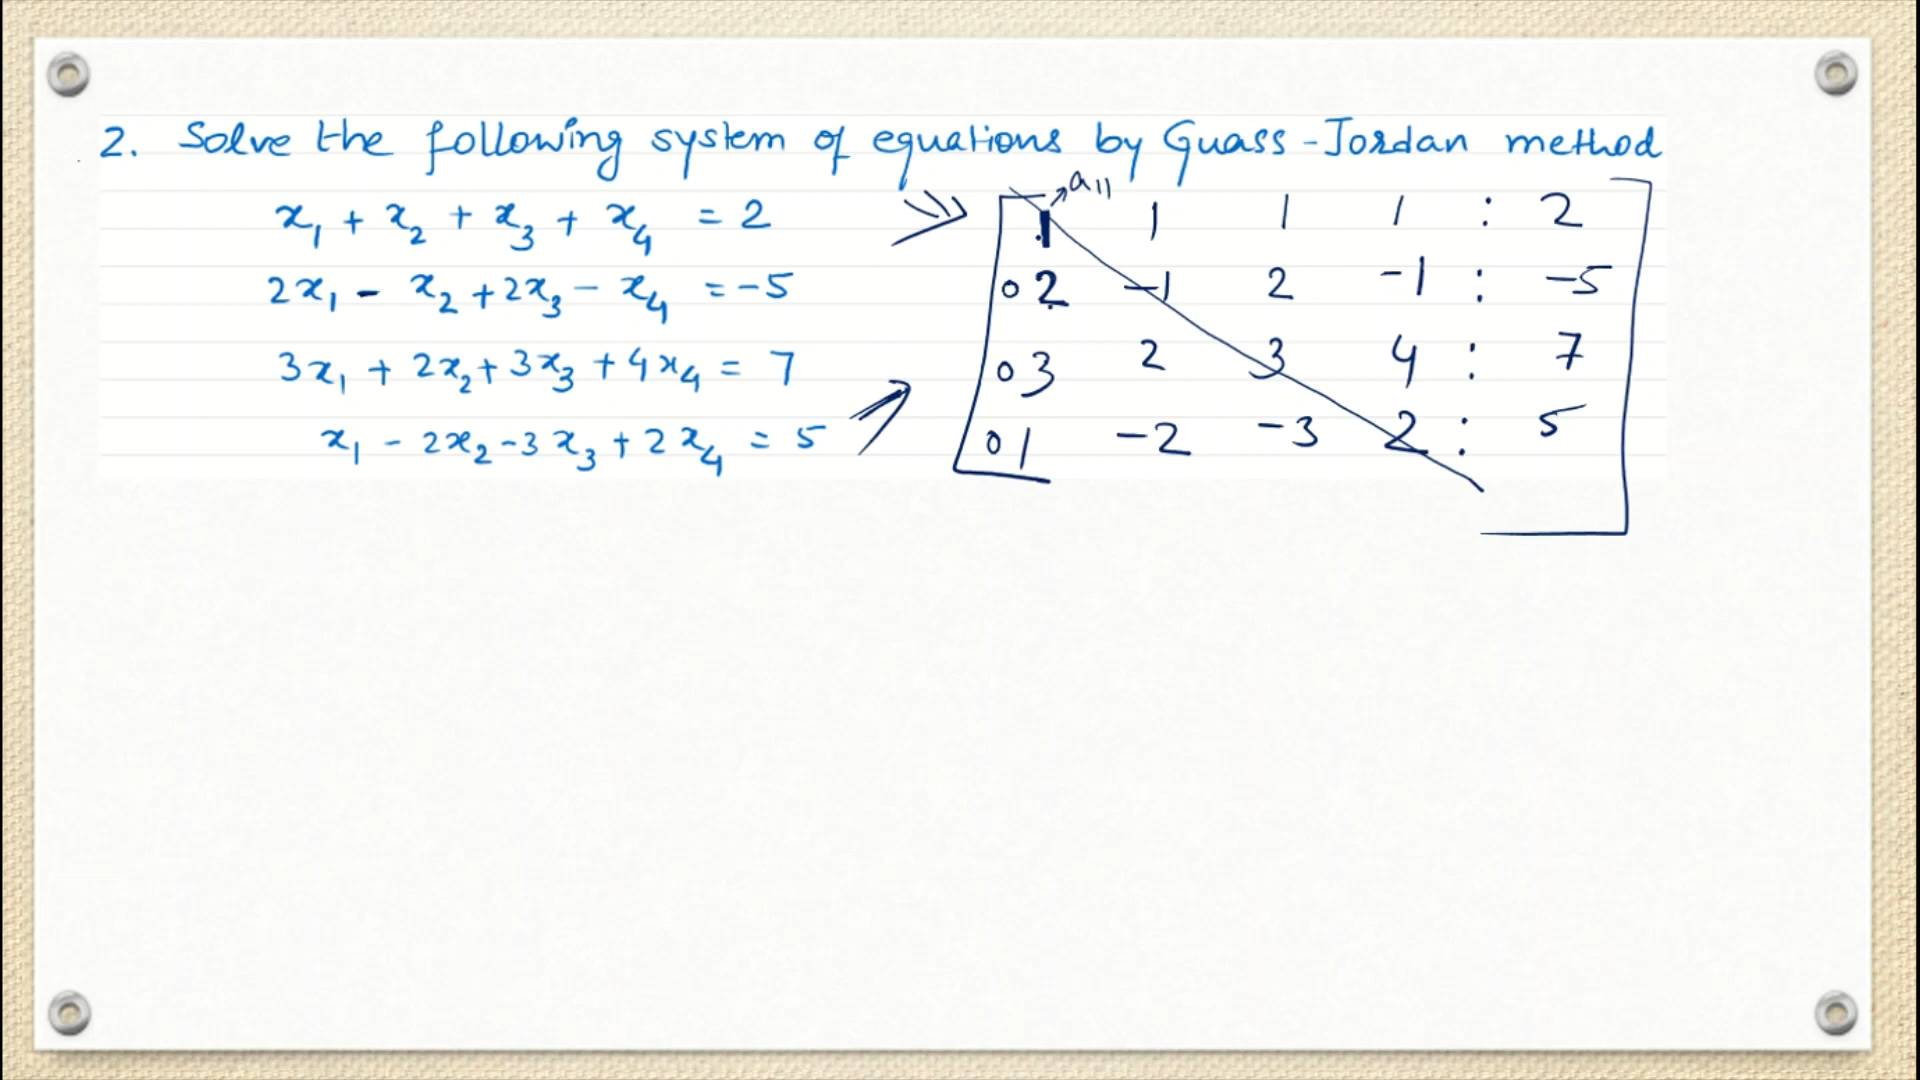 2. Solve the following system of equations by Guass-Jordan method
x₁ + x₂ + x₃ + x₄ = 2
2x₁ - x₂ + 2x₃ - x₄ = -5
3x₁ + 2x₂ + 3x₃ + 4x₄ = 7
x₁ - 2x₂ - 3x₃ + 2x₄ = 5
a₁₁
1 1 1 1 : 2
0 2 -1 2 -1 : -5
0 3 2 3 4 : 7
0 1 -2 -3 2 : 5